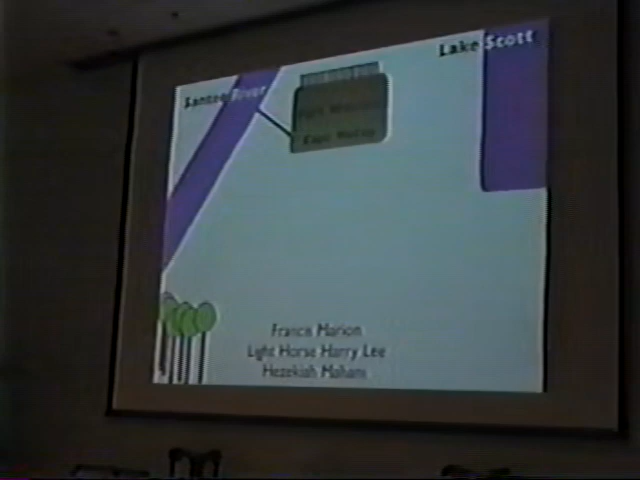 Santee River
Lake Scott
Francis Marion
Light Horse Harry Lee
Hezekiah Maham